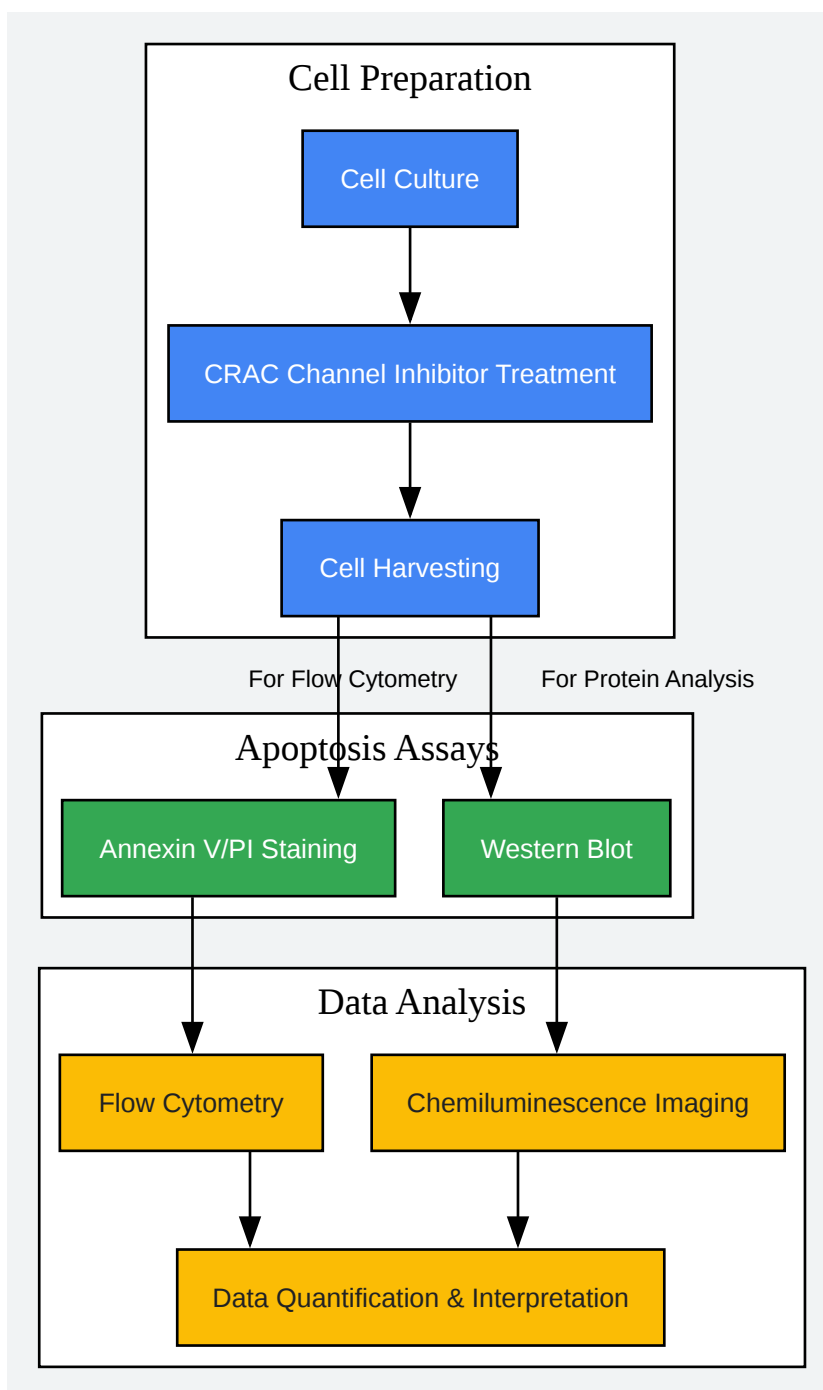 Cell Preparation
Cell Culture
CRAC Channel Inhibitor Treatment
Cell Harvesting
For Flow Cytometry
For Protein Analysis
Apoptosis Assays
Annexin V/PI Staining
Western Blot
Data Analysis
Flow Cytometry
Chemiluminescence Imaging
Data Quantification & Interpretation